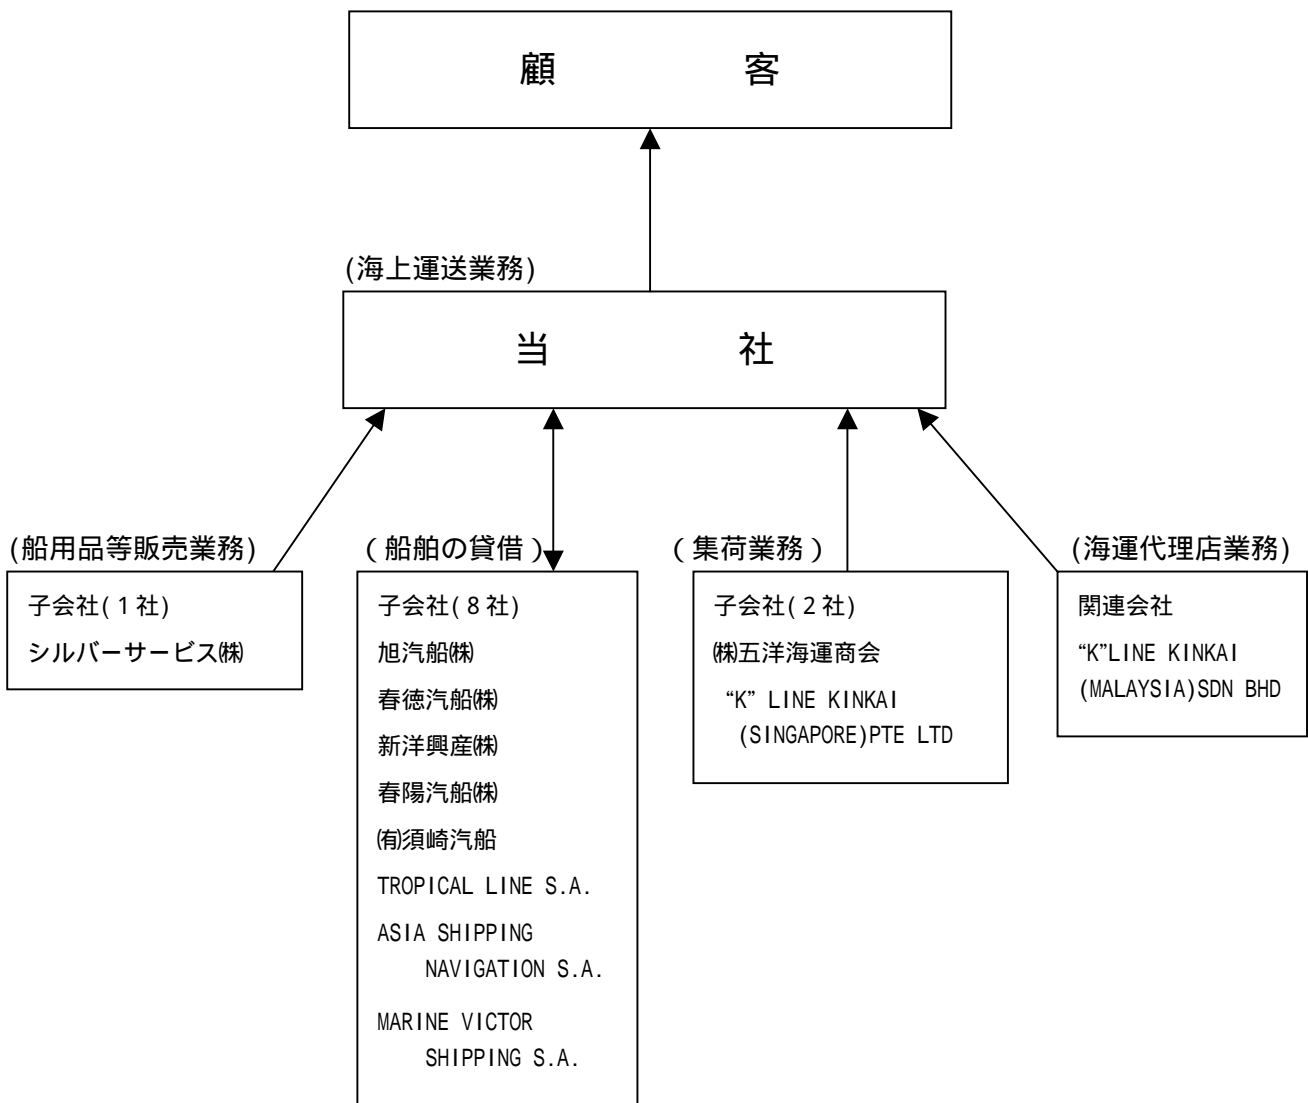 顧 客
(海上運送業務)
当 社
(船用品等販売業務)
子会社(1社)
シルバーサービス㈱
(船舶の貸借)
子会社(8社)
旭汽船㈱
春徳汽船㈱
新洋興産㈱
春陽汽船㈱
㈲須崎汽船
TROPICAL LINE S.A.
ASIA SHIPPING
NAVIGATION S.A.
MARINE VICTOR
SHIPPING S.A.
(集荷業務)
子会社(2社)
㈱五洋海運商会
“K” LINE KINKAI
(SINGAPORE)PTE LTD
(海運代理店業務)
関連会社
“K”LINE KINKAI
(MALAYSIA)SDN BHD